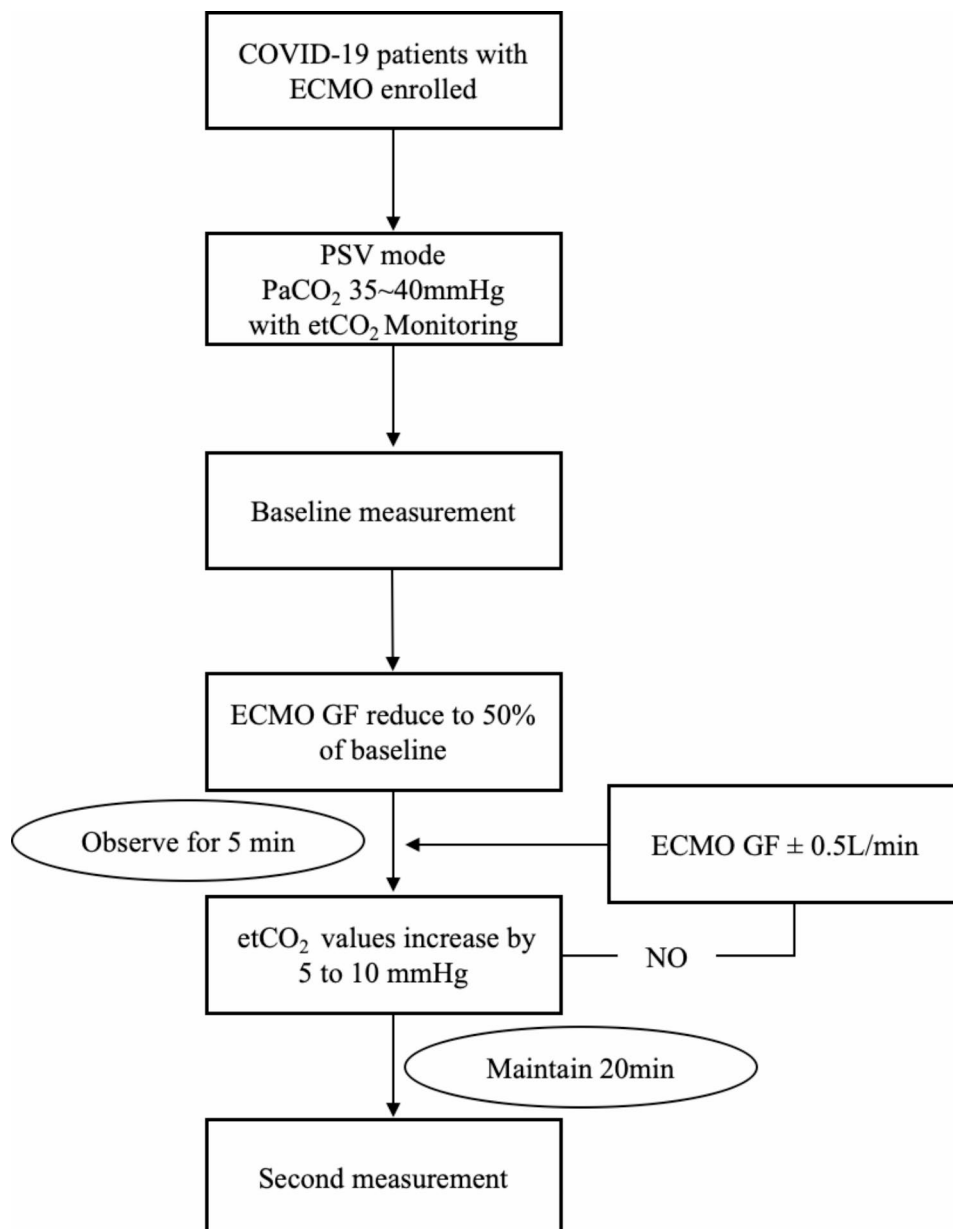 COVID-19 patients with
ECMO enrolled
PSV mode
PaCO₂ 35~40mmHg
with etCO₂ Monitoring
Baseline measurement
ECMO GF reduce to 50%
of baseline
Observe for 5 min
ECMO GF ± 0.5L/min
etCO₂ values increase by
5 to 10 mmHg
NO
Maintain 20min
Second measurement